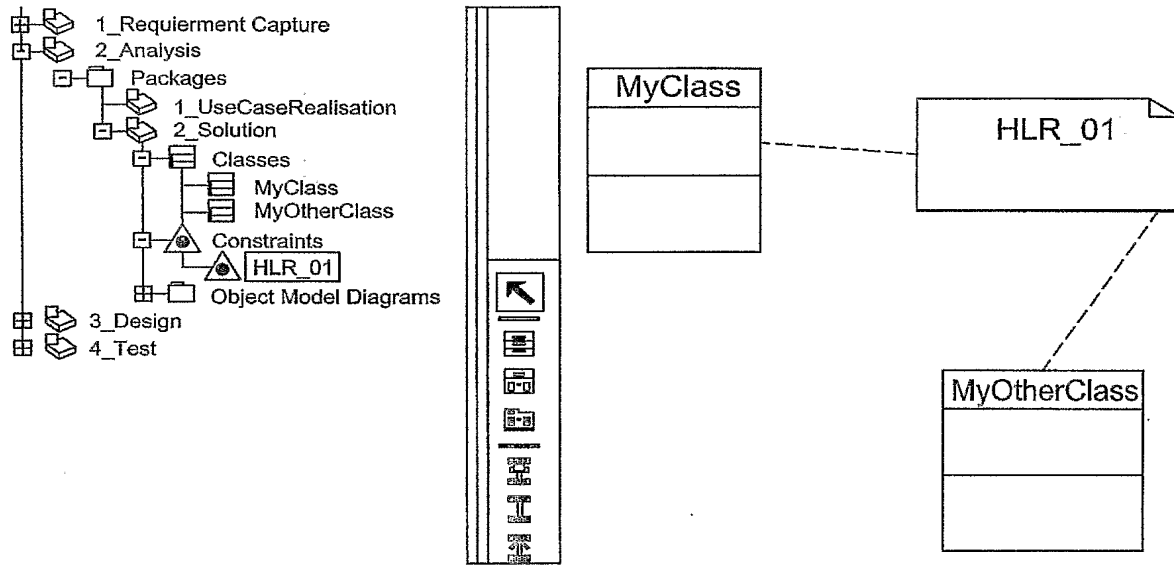 1_Requierment Capture
2_Analysis
Packages
1_UseCaseRealisation
2_Solution
Classes
MyClass
MyOtherClass
Constraints
HLR_01
Object Model Diagrams
3_Design
4_Test
MyClass
HLR_01
MyOtherClass